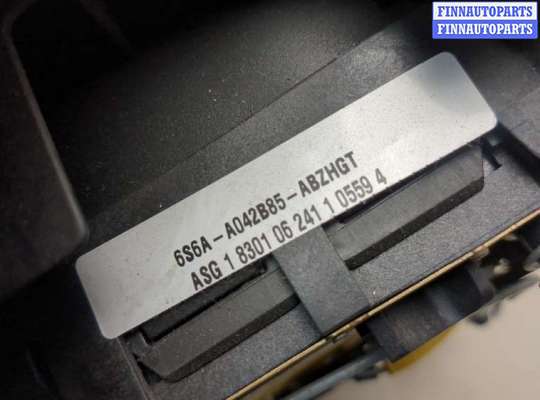 FINNAUTOPARTS
FINNAUTOPARTS
6S6A-A042B85-ABZHGT
ASG 1 8301 06 241 1 0559 4